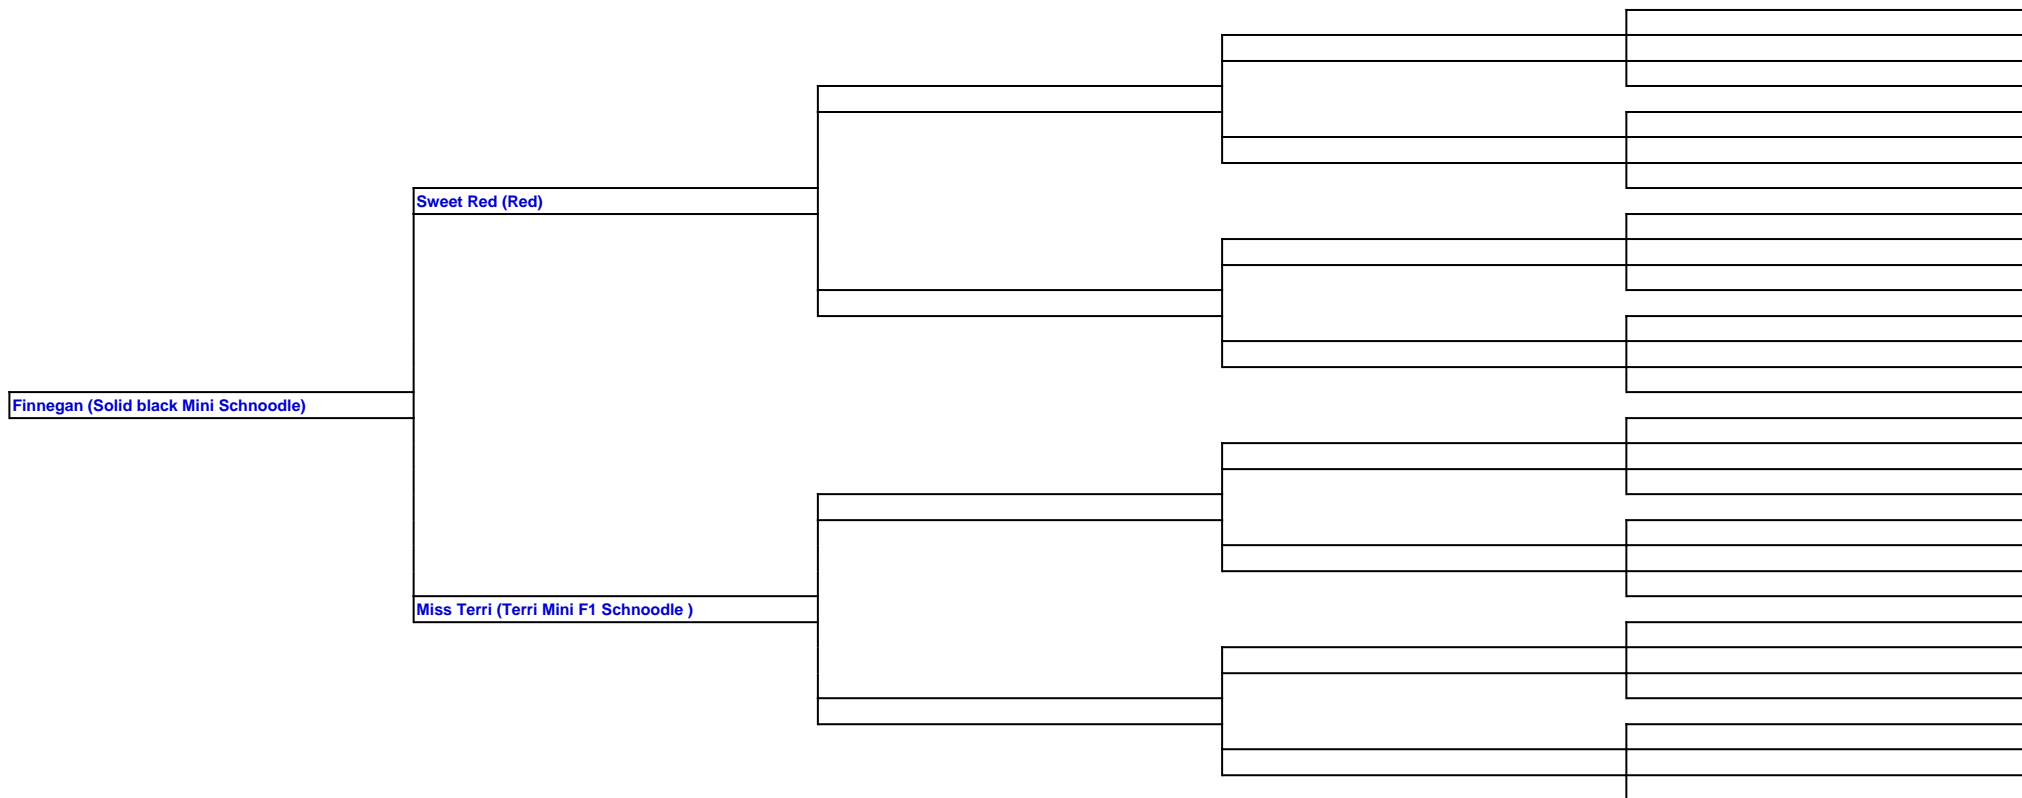 Sweet Red (Red)
Finnegan (Solid black Mini Schnoodle)
Miss Terri (Terri Mini F1 Schnoodle )